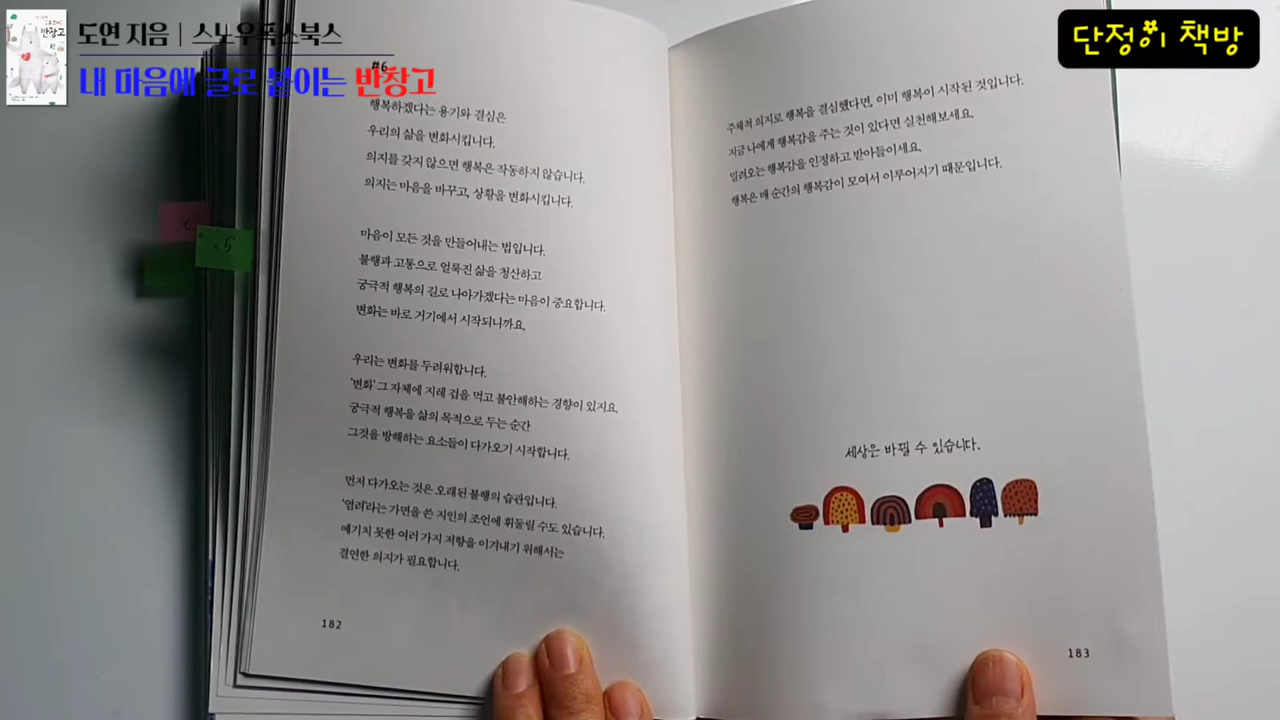 도연 지음 | 스노우폭스북스
내 마음에 글로 붙이는 반창고
반창고
단정이 책방
#6
행복하겠다는 용기와 결심은
우리의 삶을 변화시킵니다.
의지를 갖지 않으면 행복은 작동하지 않습니다.
의지는 마음을 바꾸고, 상황을 변화시킵니다.
마음이 모든 것을 만들어내는 법입니다.
불행과 고통으로 얼룩진 삶을 청산하고
궁극적 행복의 길로 나아가겠다는 마음이 중요합니다.
변화는 바로 거기에서 시작되니까요.
우리는 변화를 두려워합니다.
'변화' 그 자체에 지레 겁을 먹고 불안해하는 경향이 있지요.
궁극적 행복을 삶의 목적으로 두는 순간
그것을 방해하는 요소들이 다가오기 시작합니다.
먼저 다가오는 것은 오래된 불행의 습관입니다.
'염려'라는 가면을 쓴 지인의 조언에 휘둘릴 수도 있습니다.
예기치 못한 여러 가지 저항을 이겨내기 위해서는
결연한 의지가 필요합니다.
182
주체적 의지로 행복을 결심했다면, 이미 행복이 시작된 것입니다.
지금 나에게 행복감을 주는 것이 있다면 실천해보세요.
밀려오는 행복감을 인정하고 받아들이세요.
행복은 매 순간의 행복감이 모여서 이루어지기 때문입니다.
세상은 바뀔 수 있습니다.
183